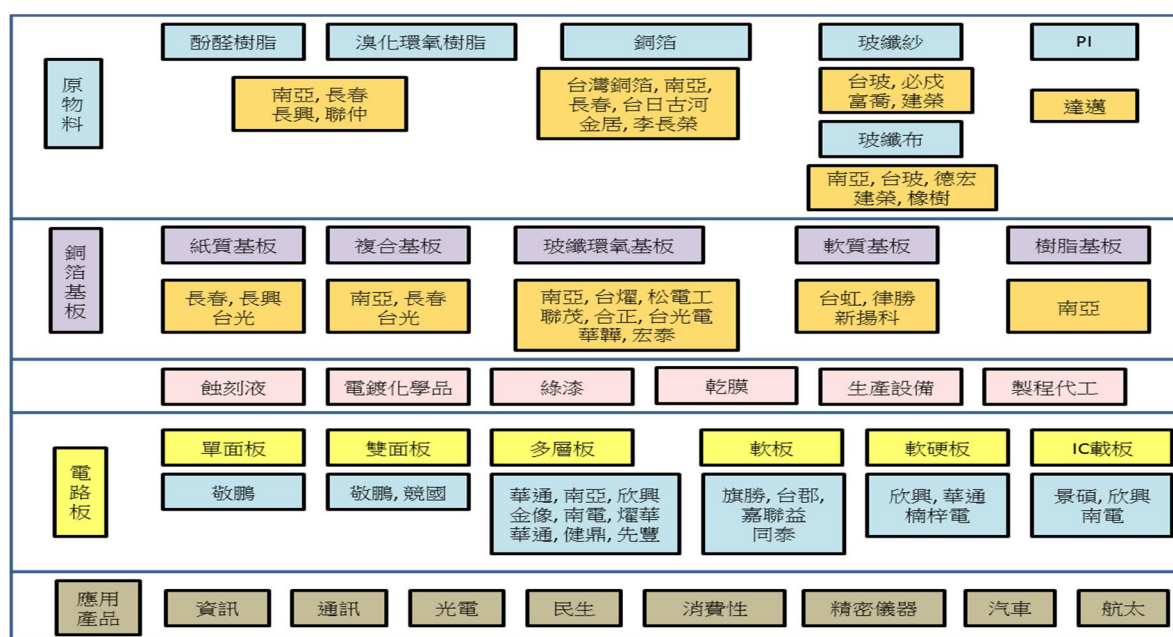 原
物
料
酚醛樹脂
溴化環氧樹脂
銅箔
玻纖紗
PI
南亞, 長春
長興, 聯仲
台灣銅箔, 南亞,
長春, 台日古河
金居, 李長榮
台玻, 必成
富喬, 建榮
達邁
玻纖布
南亞, 台玻, 德宏
建榮, 橡樹
銅
箔
基
板
紙質基板
複合基板
玻纖環氧基板
軟質基板
樹脂基板
長春, 長興
台光
南亞, 長春
台光
南亞, 台燿, 松電工
聯茂, 合正, 台光電
華韡, 宏泰
台虹, 律勝
新揚科
南亞
蝕刻液
電鍍化學品
綠漆
乾膜
生產設備
製程代工
電
路
板
單面板
雙面板
多層板
軟板
軟硬板
IC載板
敬鵬
敬鵬, 競國
華通, 南亞, 欣興
金像, 南電, 燿華
華通, 健鼎, 先豐
旗勝, 台郡,
嘉聯益
同泰
欣興, 華通
楠梓電
景碩, 欣興
南電
應用
產品
資訊
通訊
光電
民生
消費性
精密儀器
汽車
航太